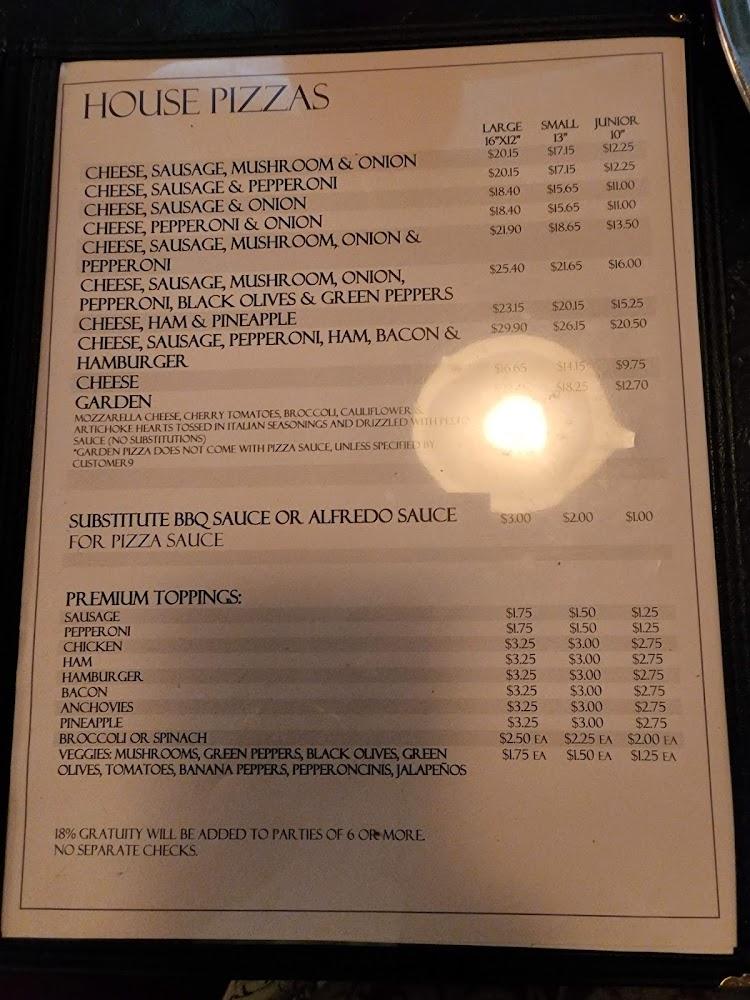 HOUSE PIZZAS
LARGE SMALL JUNIOR
16"X12" 13" 10"
CHEESE, SAUSAGE, MUSHROOM & ONION $20.15 $17.15 $12.25
CHEESE, SAUSAGE & PEPPERONI $20.15 $17.15 $12.25
CHEESE, SAUSAGE & ONION $18.40 $15.65 $11.00
CHEESE, PEPPERONI & ONION $18.40 $15.65 $11.00
CHEESE, SAUSAGE, MUSHROOM, ONION & $21.90 $18.65 $13.50
PEPPERONI
CHEESE, SAUSAGE, MUSHROOM, ONION, $25.40 $21.65 $16.00
PEPPERONI, BLACK OLIVES & GREEN PEPPERS
CHEESE, HAM & PINEAPPLE $23.15 $20.15 $15.25
CHEESE, SAUSAGE, PEPPERONI, HAM, BACON & $29.90 $26.15 $20.50
HAMBURGER
CHEESE $16.65 $14.15 $9.75
GARDEN $18.25 $12.70
MOZZARELLA CHEESE, CHERRY TOMATOES, BROCCOLI, CAULIFLOWER &
ARTICHOKE HEARTS TOSSED IN ITALIAN SEASONINGS AND DRIZZLED WITH PESTO
SAUCE (NO SUBSTITUTIONS)
*GARDEN PIZZA DOES NOT COME WITH PIZZA SAUCE, UNLESS SPECIFIED BY
CUSTOMER9
SUBSTITUTE BBQ SAUCE OR ALFREDO SAUCE $3.00 $2.00 $1.00
FOR PIZZA SAUCE
PREMIUM TOPPINGS:
SAUSAGE $1.75 $1.50 $1.25
PEPPERONI $1.75 $1.50 $1.25
CHICKEN $3.25 $3.00 $2.75
HAM $3.25 $3.00 $2.75
HAMBURGER $3.25 $3.00 $2.75
BACON $3.25 $3.00 $2.75
ANCHOVIES $3.25 $3.00 $2.75
PINEAPPLE $3.25 $3.00 $2.75
BROCCOLI OR SPINACH $2.50 EA $2.25 EA $2.00 EA
VEGGIES: MUSHROOMS, GREEN PEPPERS, BLACK OLIVES, GREEN $1.75 EA $1.50 EA $1.25 EA
OLIVES, TOMATOES, BANANA PEPPERS, PEPPERONCINIS, JALAPEÑOS
18% GRATUITY WILL BE ADDED TO PARTIES OF 6 OR MORE.
NO SEPARATE CHECKS.